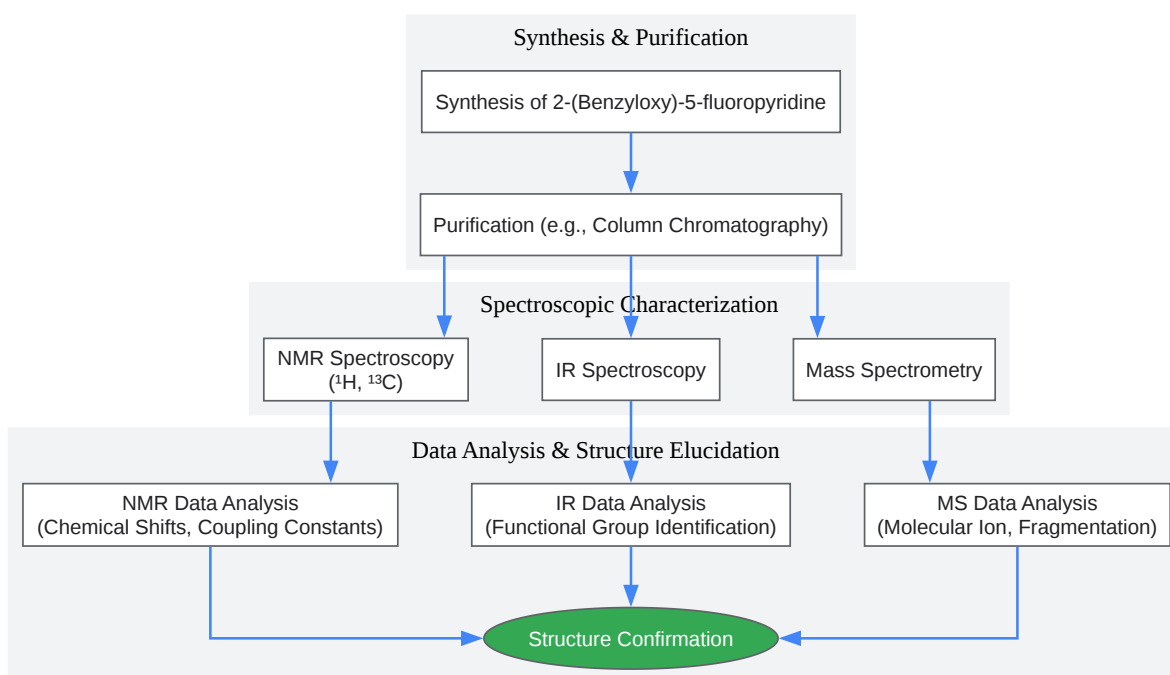 Synthesis & Purification
Synthesis of 2-(Benzyloxy)-5-fluoropyridine
Purification (e.g., Column Chromatography)
Spectroscopic Characterization
NMR Spectroscopy
(¹H, ¹³C)
IR Spectroscopy
Mass Spectrometry
Data Analysis & Structure Elucidation
NMR Data Analysis
(Chemical Shifts, Coupling Constants)
IR Data Analysis
(Functional Group Identification)
MS Data Analysis
(Molecular Ion, Fragmentation)
Structure Confirmation